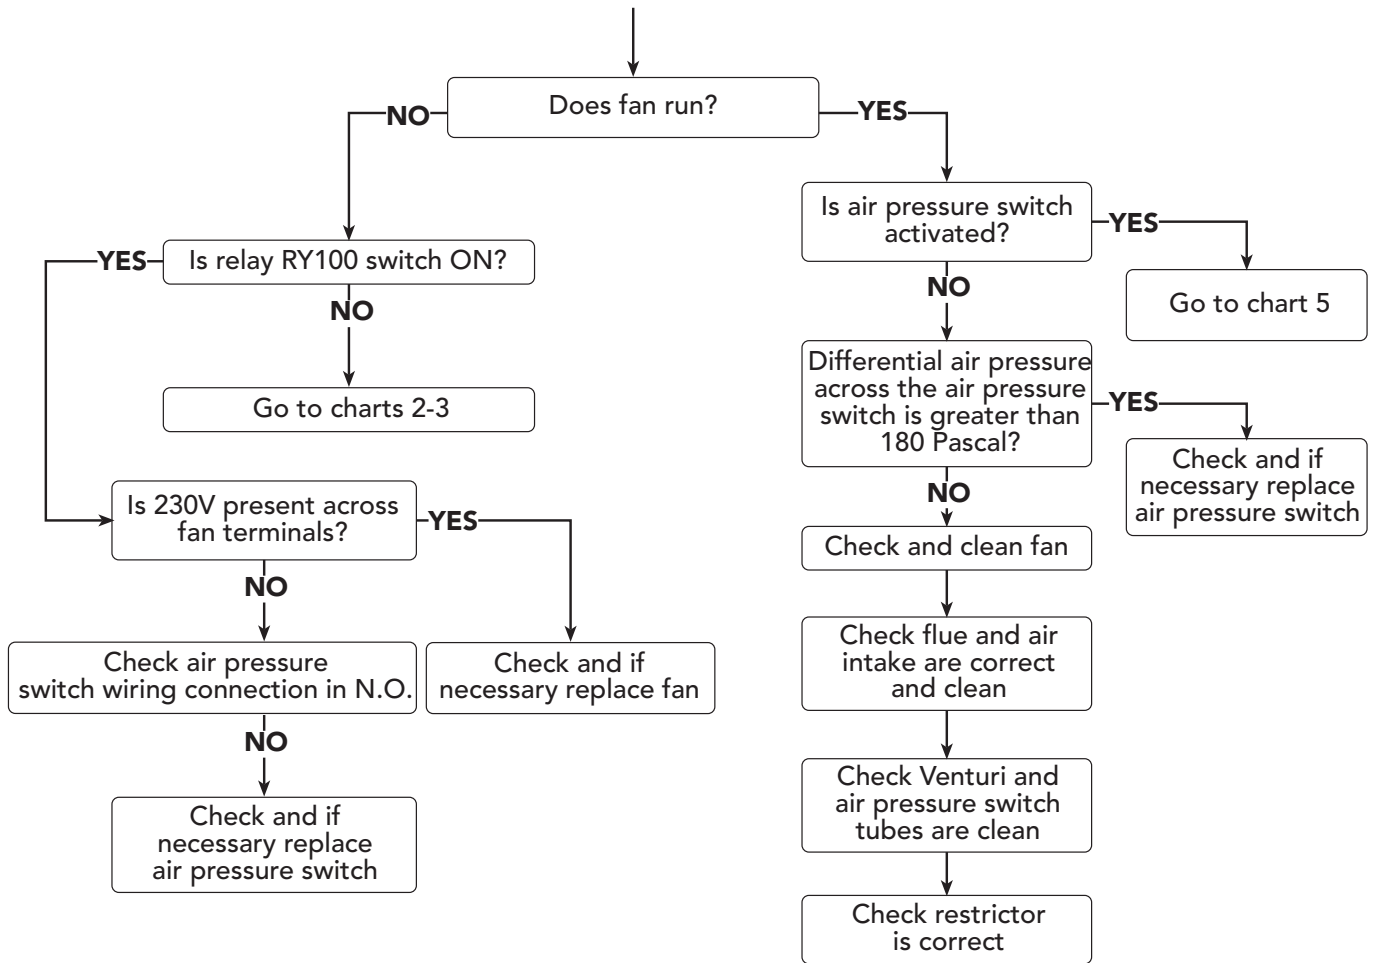 Does fan run?
NO
YES
Is air pressure switch
activated?
YES
Go to chart 5
NO
YES
Is relay RY100 switch ON?
NO
Go to charts 2-3
Differential air pressure
across the air pressure
switch is greater than
180 Pascal?
YES
Check and if
necessary replace
air pressure switch
NO
Is 230V present across
fan terminals?
YES
NO
Check air pressure
switch wiring connection in N.O.
Check and if
necessary replace fan
NO
Check and if
necessary replace
air pressure switch
Check and clean fan
Check flue and air
intake are correct
and clean
Check Venturi and
air pressure switch
tubes are clean
Check restrictor
is correct